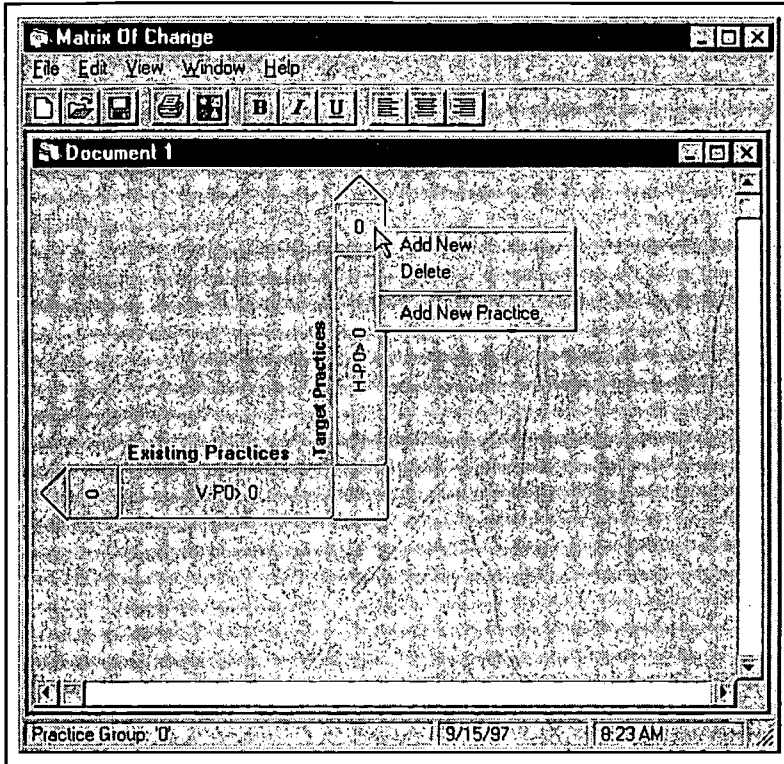 Matrix Of Change
File Edit View Window Help
B I U
Document 1
0
Add New
Delete
Add New Practice
Target Practices
H-P0> 0
Existing Practices
0
V-P0> 0
Practice Group: '0' 9/15/97 8:23 AM